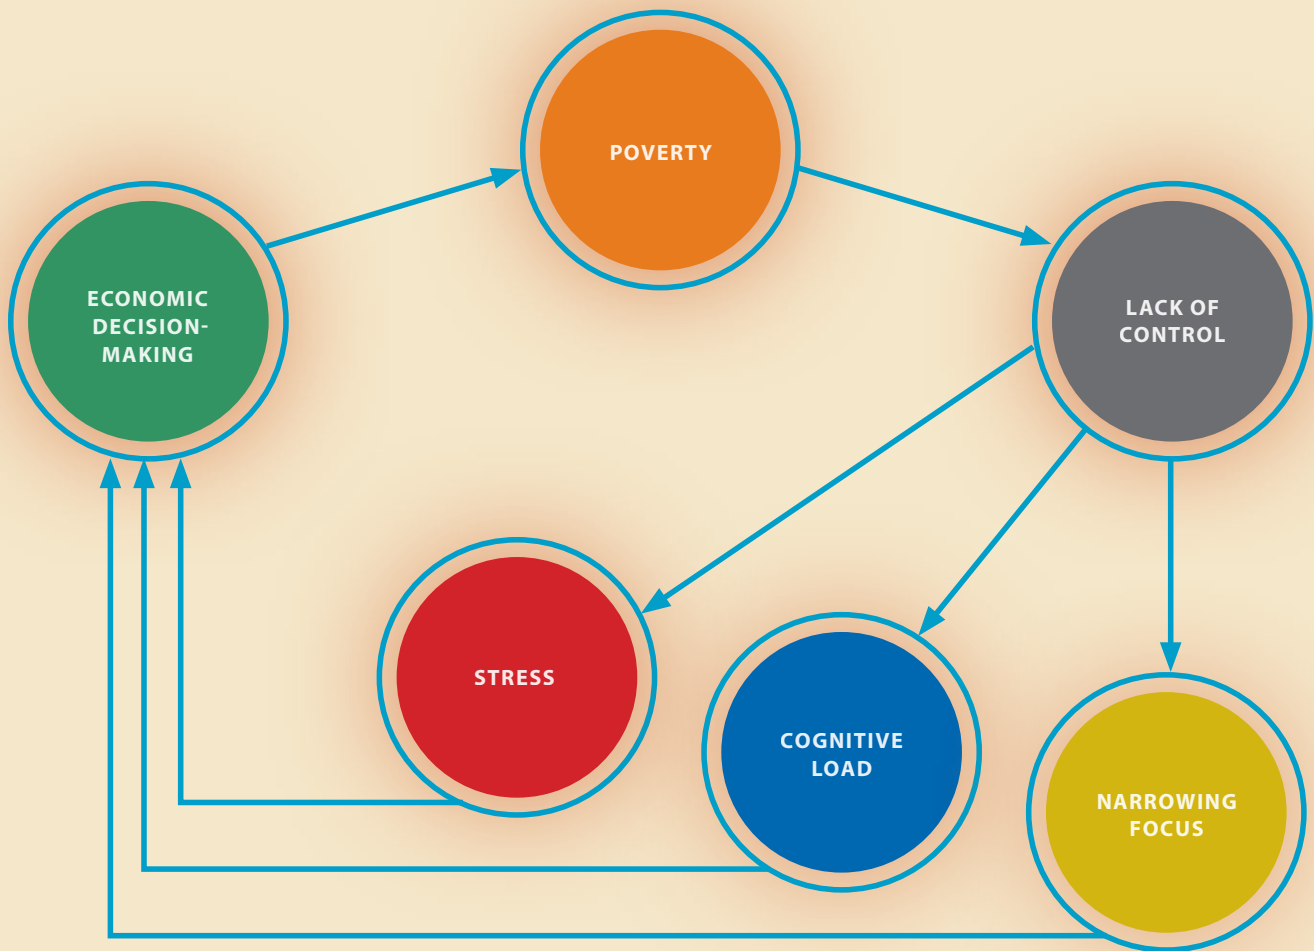 POVERTY
ECONOMIC
DECISION-
MAKING
LACK OF
CONTROL
STRESS
COGNITIVE
LOAD
NARROWING
FOCUS